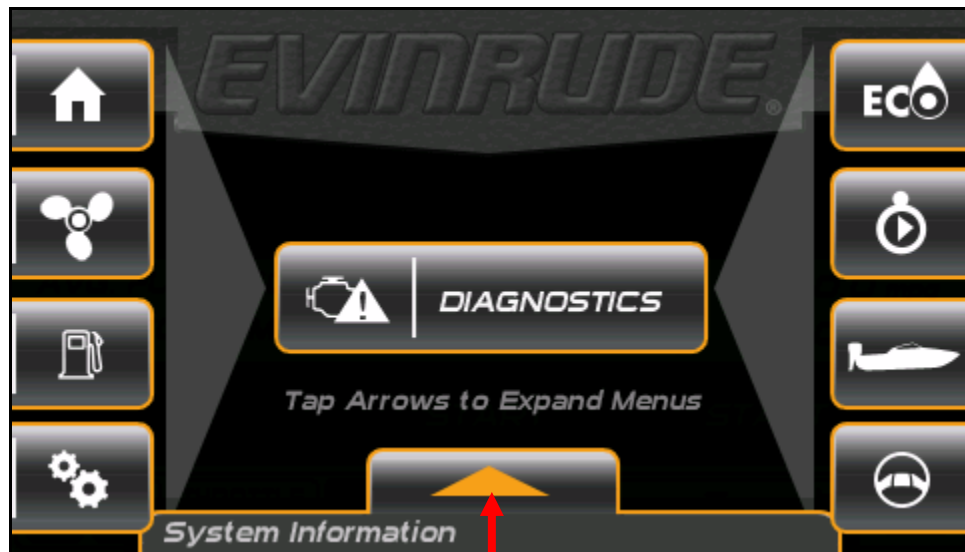 EVINRUDE®
ECO
DIAGNOSTICS
Tap Arrows to Expand Menus
System Information